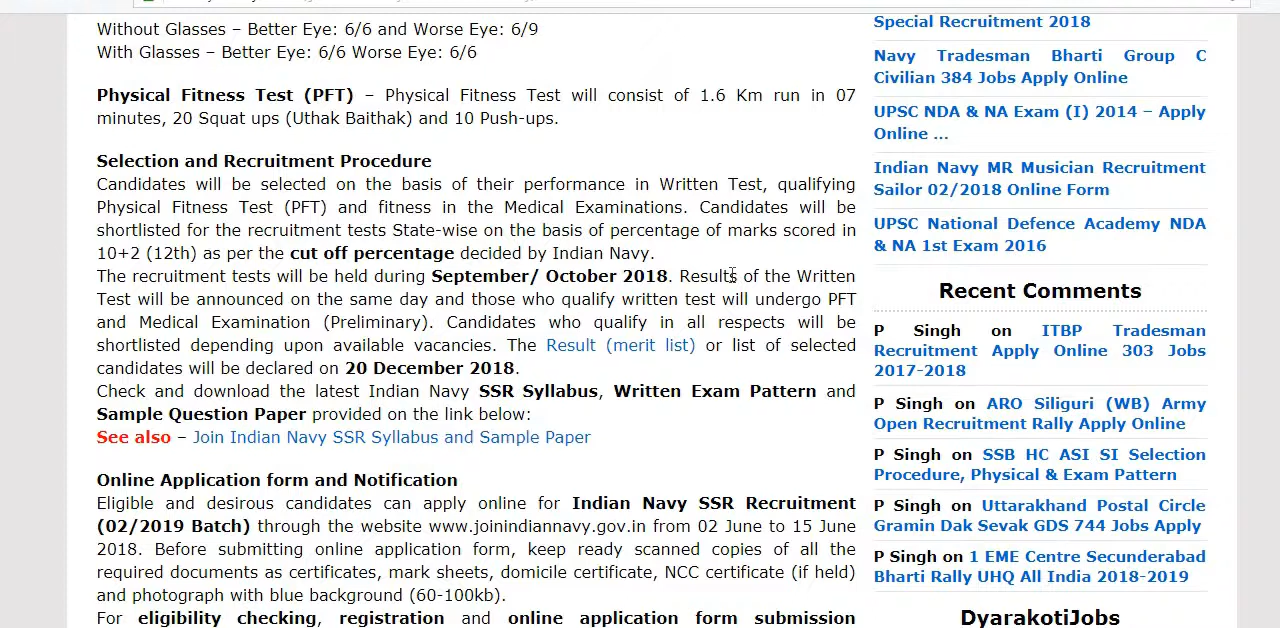 Without Glasses – Better Eye: 6/6 and Worse Eye: 6/9
With Glasses – Better Eye: 6/6 Worse Eye: 6/6
Physical Fitness Test (PFT) – Physical Fitness Test will consist of 1.6 Km run in 07
minutes, 20 Squat ups (Uthak Baithak) and 10 Push-ups.
Selection and Recruitment Procedure
Candidates will be selected on the basis of their performance in Written Test, qualifying
Physical Fitness Test (PFT) and fitness in the Medical Examinations. Candidates will be
shortlisted for the recruitment tests State-wise on the basis of percentage of marks scored in
10+2 (12th) as per the cut off percentage decided by Indian Navy.
The recruitment tests will be held during September/ October 2018. Results of the Written
Test will be announced on the same day and those who qualify written test will undergo PFT
and Medical Examination (Preliminary). Candidates who qualify in all respects will be
shortlisted depending upon available vacancies. The Result (merit list) or list of selected
candidates will be declared on 20 December 2018.
Check and download the latest Indian Navy SSR Syllabus, Written Exam Pattern and
Sample Question Paper provided on the link below:
See also – Join Indian Navy SSR Syllabus and Sample Paper
Online Application form and Notification
Eligible and desirous candidates can apply online for Indian Navy SSR Recruitment
(02/2019 Batch) through the website www.joinindiannavy.gov.in from 02 June to 15 June
2018. Before submitting online application form, keep ready scanned copies of all the
required documents as certificates, mark sheets, domicile certificate, NCC certificate (if held)
and photograph with blue background (60-100kb).
For eligibility checking, registration and online application form submission
Special Recruitment 2018
Navy Tradesman Bharti Group C
Civilian 384 Jobs Apply Online
UPSC NDA & NA Exam (I) 2014 – Apply
Online ...
Indian Navy MR Musician Recruitment
Sailor 02/2018 Online Form
UPSC National Defence Academy NDA
& NA 1st Exam 2016
Recent Comments
P Singh on ITBP Tradesman
Recruitment Apply Online 303 Jobs
2017-2018
P Singh on ARO Siliguri (WB) Army
Open Recruitment Rally Apply Online
P Singh on SSB HC ASI SI Selection
Procedure, Physical & Exam Pattern
P Singh on Uttarakhand Postal Circle
Gramin Dak Sevak GDS 744 Jobs Apply
P Singh on 1 EME Centre Secunderabad
Bharti Rally UHQ All India 2018-2019
DyarakotiJobs